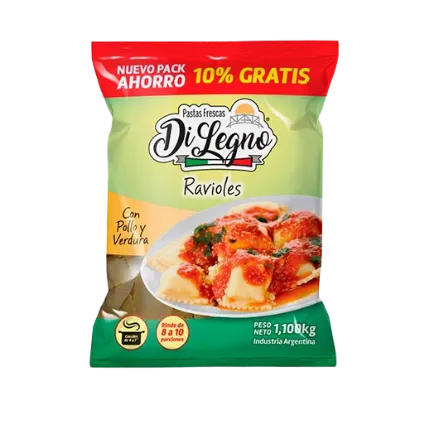 NUEVO PACK
AHORRO 10% GRATIS
Pastas Frescas
Di Legno
Ravioles
Con
Pollo y
Verdura
Rinde de
8 a 10
porciones
PESO
NETO 1,100kg
Industria Argentina